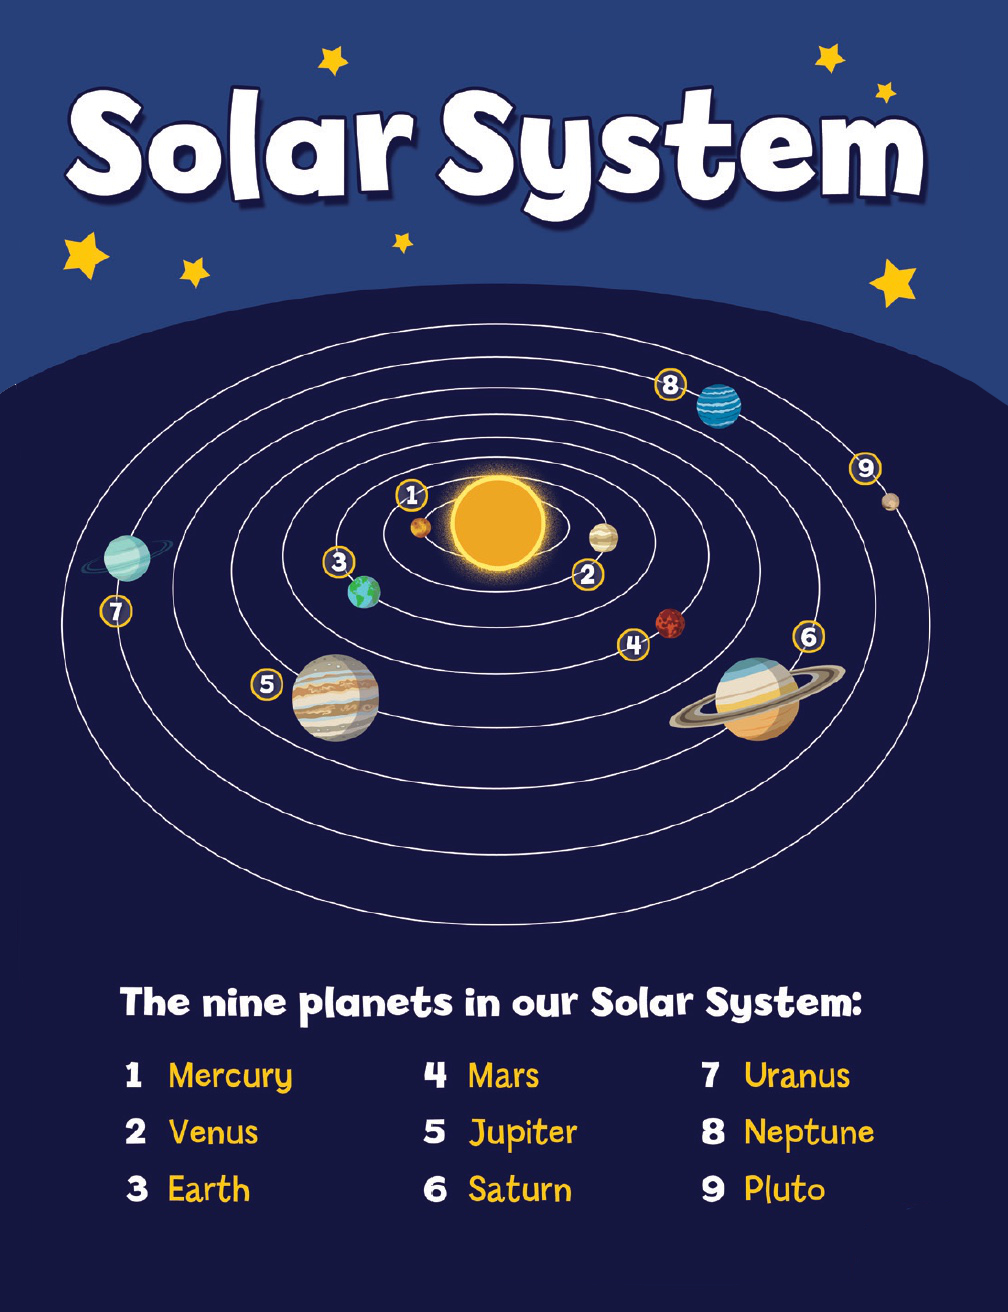 Solar System
8
9
1
3
2
7
4
6
5
The nine planets in our Solar System:
1 Mercury 4 Mars 7 Uranus
2 Venus 5 Jupiter 8 Neptune
3 Earth 6 Saturn 9 Pluto